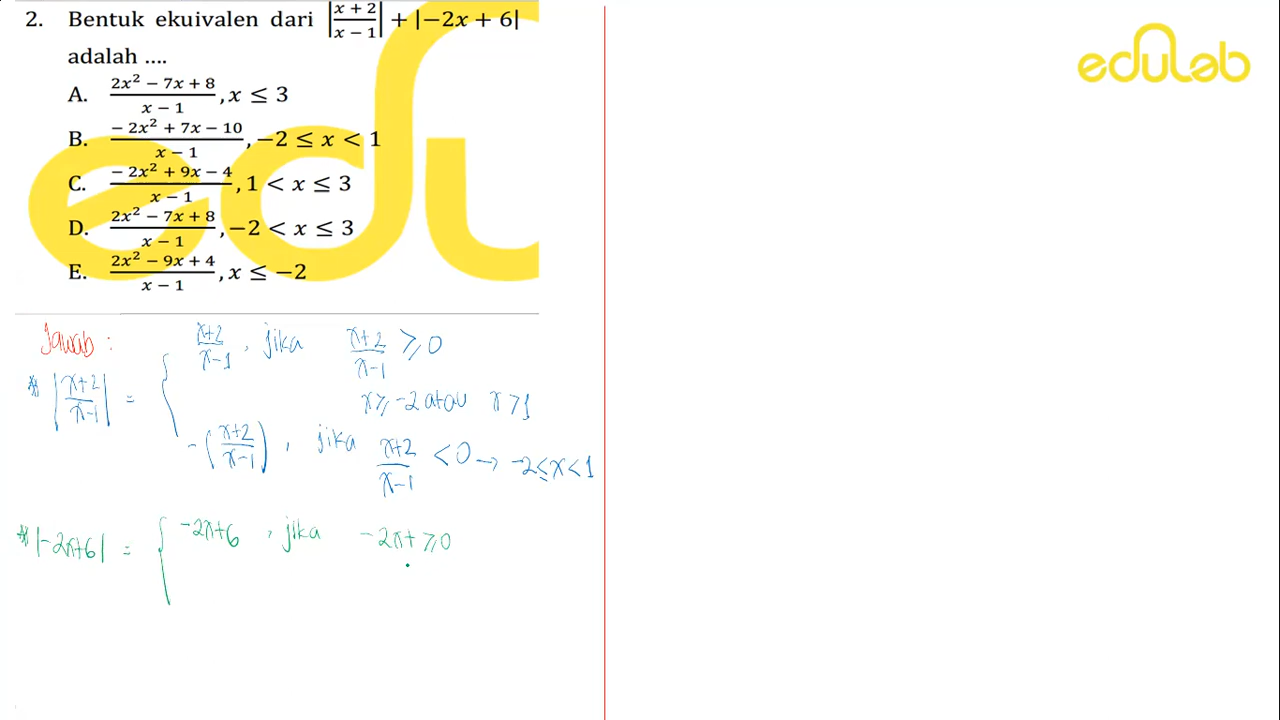 2. Bentuk ekuivalen dari |x + 2 / x − 1| + |−2x + 6|
adalah ....
A. 2x² − 7x + 8 / x − 1 , x ≤ 3
B. − 2x² + 7x − 10 / x − 1 , −2 ≤ x < 1
C. − 2x² + 9x − 4 / x − 1 , 1 < x ≤ 3
D. 2x² − 7x + 8 / x − 1 , −2 < x ≤ 3
E. 2x² − 9x + 4 / x − 1 , x ≤ −2
edulab
edu
Jawab :
* |x+2 / x−1| = { x+2 / x−1 , jika x+2 / x−1 ≥ 0
x ≥ −2 atau x > 1
−(x+2 / x−1) , jika x+2 / x−1 < 0 → −2 ≤ x < 1
* |−2x+6| = { −2x+6 , jika −2x+ ≥ 0